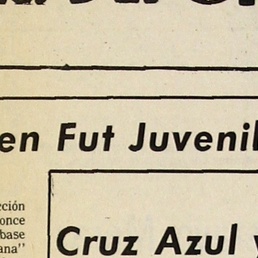 en Fut Juvenil
cción
once
base
ana"
Cruz Azul y